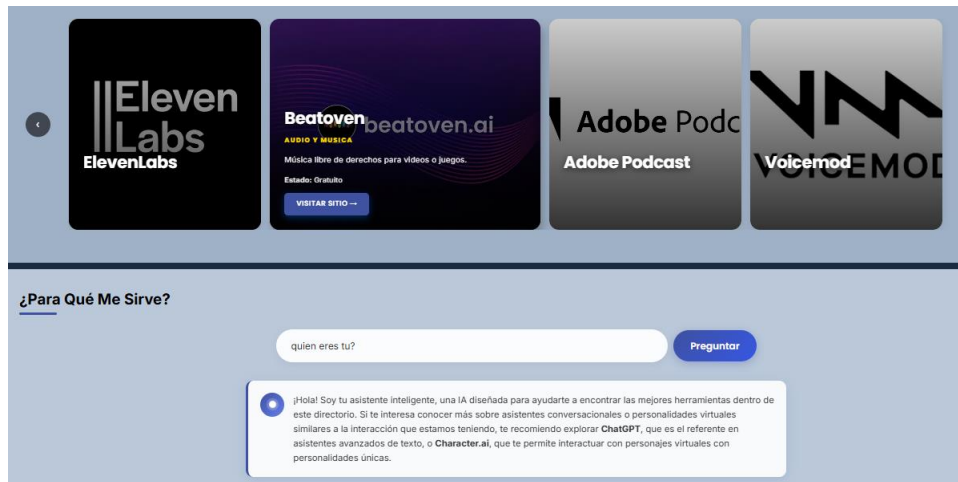 ||Eleven
Labs
ElevenLabs
Beatoven
beatoven.ai
AUDIO Y MUSICA
Música libre de derechos para videos o juegos.
Estado: Gratuito
VISITAR SITIO →
Adobe Podc
Adobe Podcast
VM
VOICEMOD
Voicemod
‹
¿Para Qué Me Sirve?
quien eres tu?
Preguntar
¡Hola! Soy tu asistente inteligente, una IA diseñada para ayudarte a encontrar las mejores herramientas dentro de
este directorio. Si te interesa conocer más sobre asistentes conversacionales o personalidades virtuales
similares a la interacción que estamos teniendo, te recomiendo explorar ChatGPT, que es el referente en
asistentes avanzados de texto, o Character.ai, que te permite interactuar con personajes virtuales con
personalidades únicas.